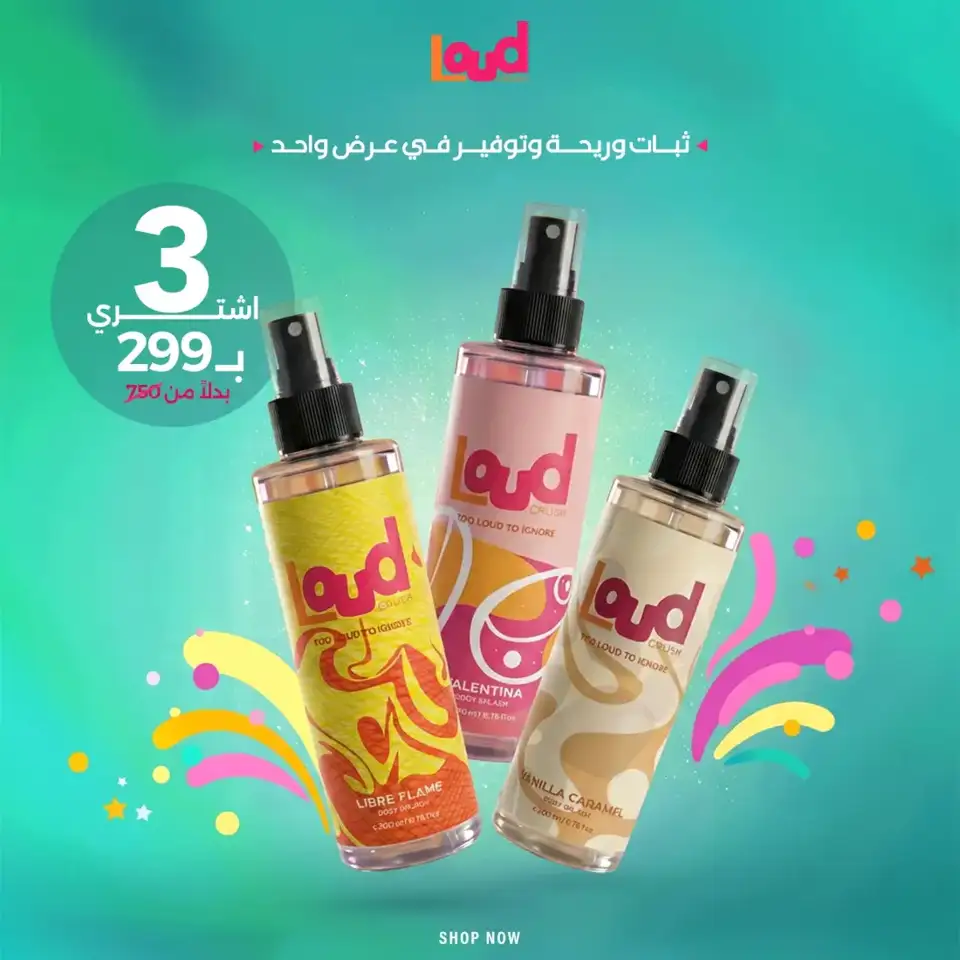 Loud
ثبات وريحة وتوفير في عرض واحد
3
اشتري
بـ 299
بدلاً من 750
Loud
CRUSH
TOO LOUD TO IGNORE
VALENTINA
BODY SPLASH
Loud
TOO LOUD TO IGNORE
LIBRE FLAME
Loud
CRUSH
TOO LOUD TO IGNORE
VANILLA CARAMEL
SHOP NOW